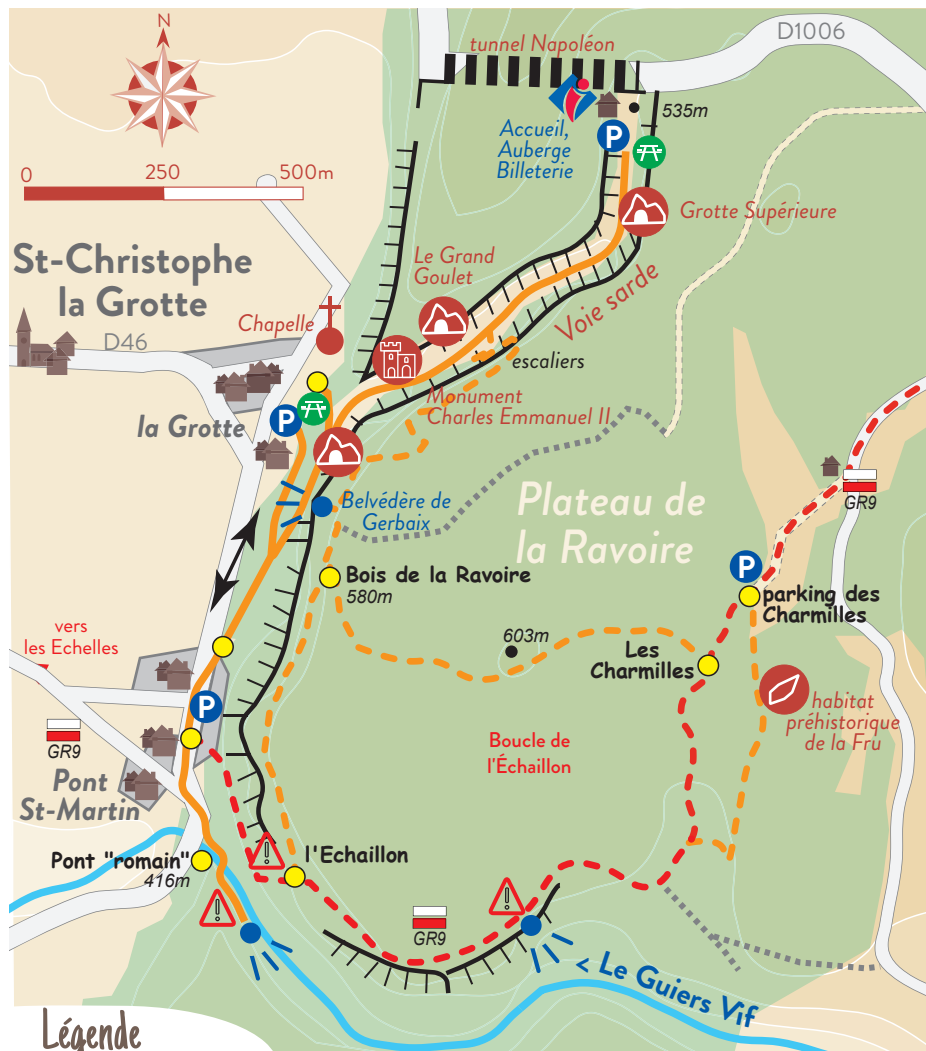 N
D1006
tunnel Napoléon
535m
Accueil,
Auberge
Billeterie
P
0 250 500m
Grotte Supérieure
St-Christophe
la Grotte
Le Grand
Goulet
Voie sarde
Chapelle
D46
escaliers
Monument
Charles Emmanuel II
P
la Grotte
Belvédère de
Gerbaix
Plateau de
la Ravoire
GR9
P
Bois de la Ravoire
580m
parking des
Charmilles
vers
les Echelles
603m
Les
Charmilles
habitat
préhistorique
de la Fru
P
GR9
Boucle de
l'Échaillon
Pont
St-Martin
Pont "romain"
416m
l'Echaillon
GR9
< Le Guiers Vif
Légende